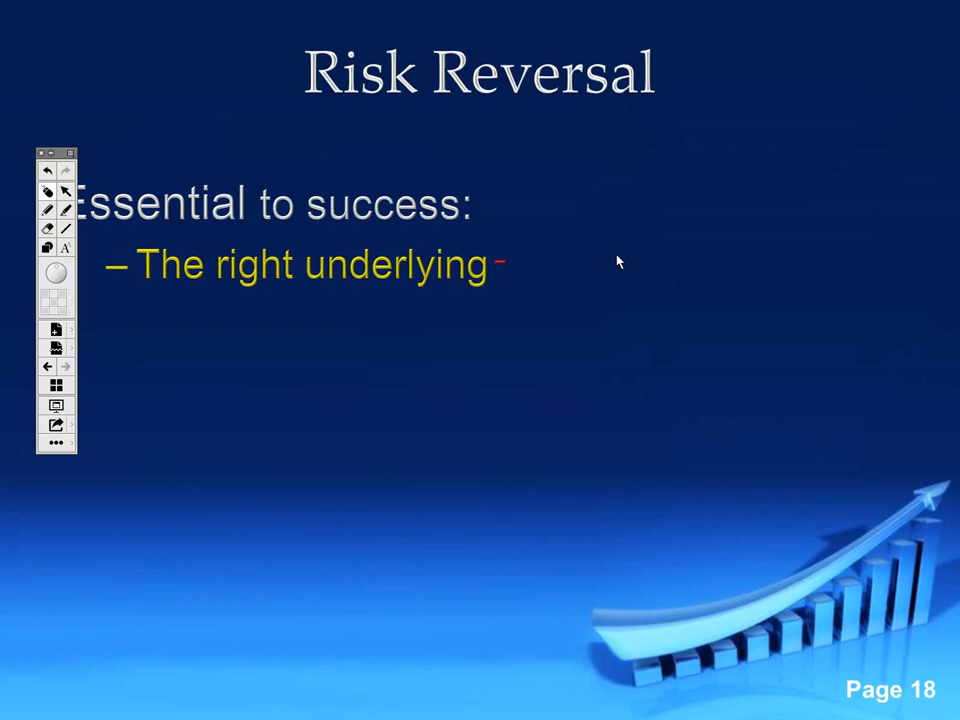 Risk Reversal
Essential to success:
– The right underlying -
Page 18